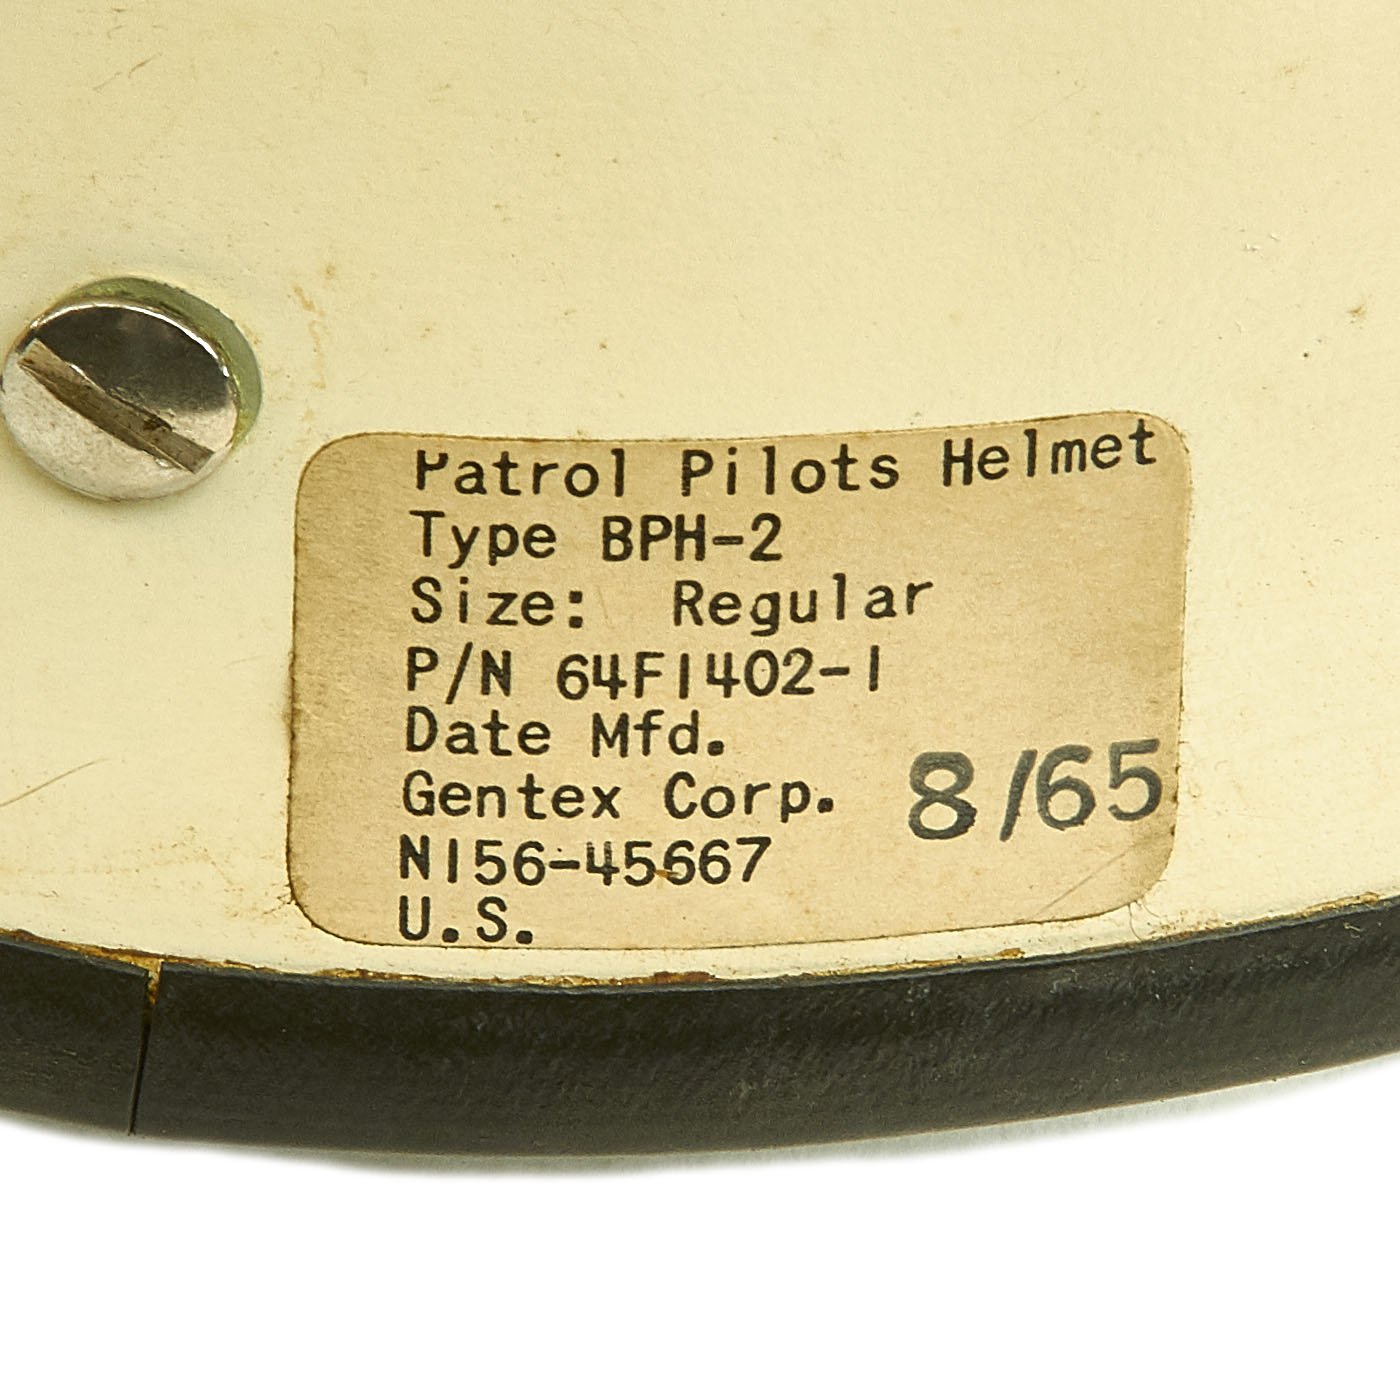 Patrol Pilots Helmet
Type BPH-2
Size: Regular
P/N 64F1402-1
Date Mfd.
8/65
Gentex Corp.
N156-45667
U.S.